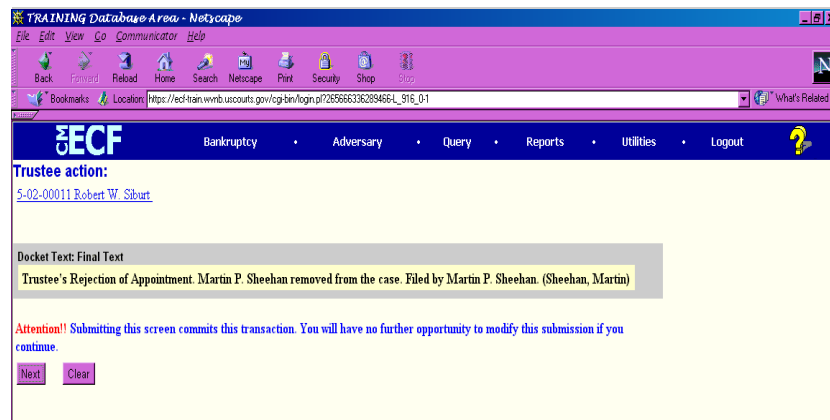 TRAINING Database Area - Netscape
File Edit View Go Communicator Help
Back Forward Reload Home Search Netscape Print Security Shop Stop
Bookmarks Location: https://ecf-train.wvnb.uscourts.gov/cgi-bin/login.pl?265666336289466-L_916_0-1 What's Related
CM ECF Bankruptcy • Adversary • Query • Reports • Utilities • Logout ?
Trustee action:
5-02-00011 Robert W. Siburt
Docket Text: Final Text
Trustee's Rejection of Appointment. Martin P. Sheehan removed from the case. Filed by Martin P. Sheehan. (Sheehan, Martin)
Attention!! Submitting this screen commits this transaction. You will have no further opportunity to modify this submission if you
continue.
Next Clear